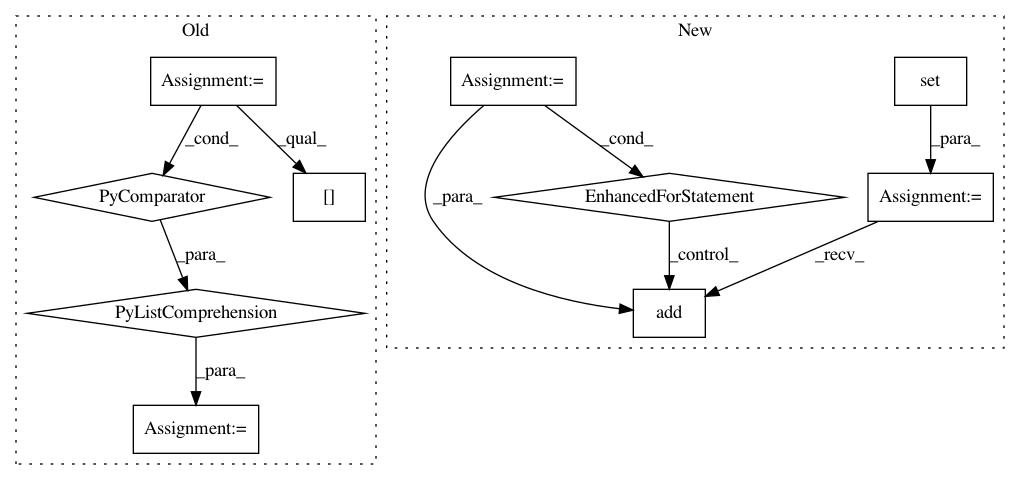 Old
New
Assignment:=
Assignment:=
set
_cond_
_qual_
_cond_
_para_
PyComparator
[]
_para_
EnhancedForStatement
Assignment:=
_para_
_control_
_recv_
PyListComprehension
add
_para_
Assignment:=